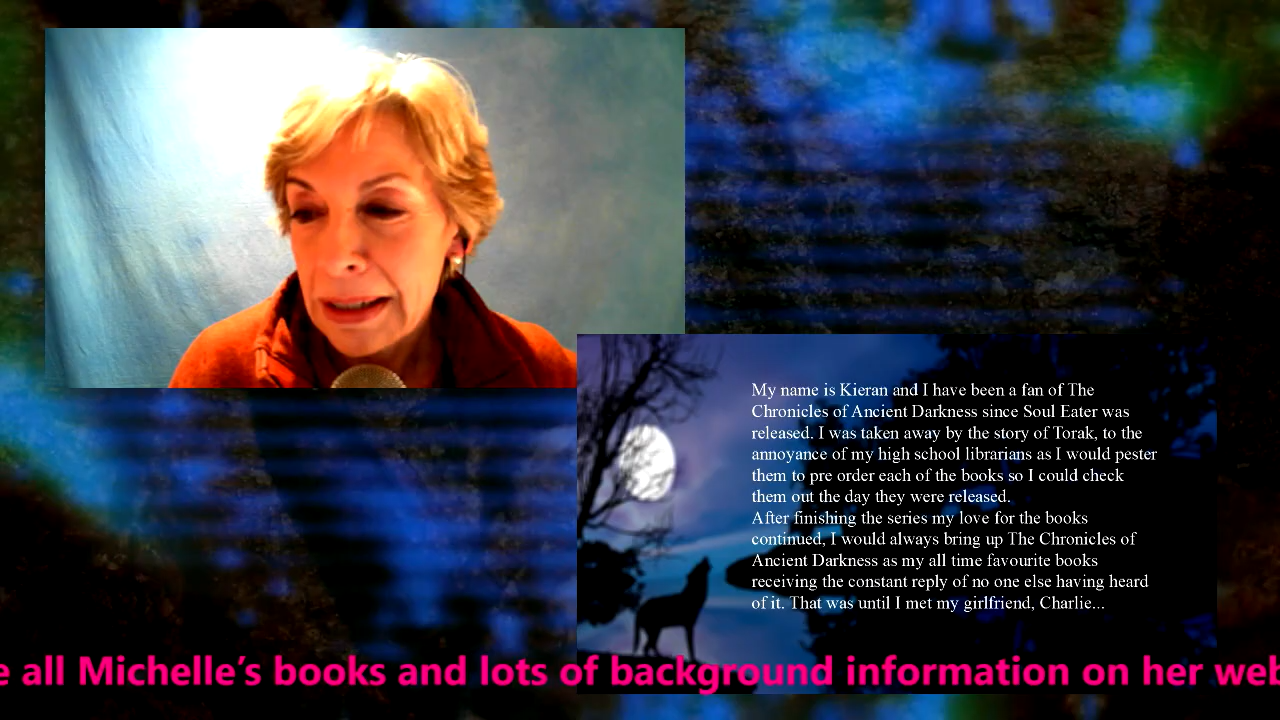 My name is Kieran and I have been a fan of The
Chronicles of Ancient Darkness since Soul Eater was
released. I was taken away by the story of Torak, to the
annoyance of my high school librarians as I would pester
them to pre order each of the books so I could check
them out the day they were released.
After finishing the series my love for the books
continued, I would always bring up The Chronicles of
Ancient Darkness as my all time favourite books
receiving the constant reply of no one else having heard
of it. That was until I met my girlfriend, Charlie...
all Michelle’s books and lots of background information on her